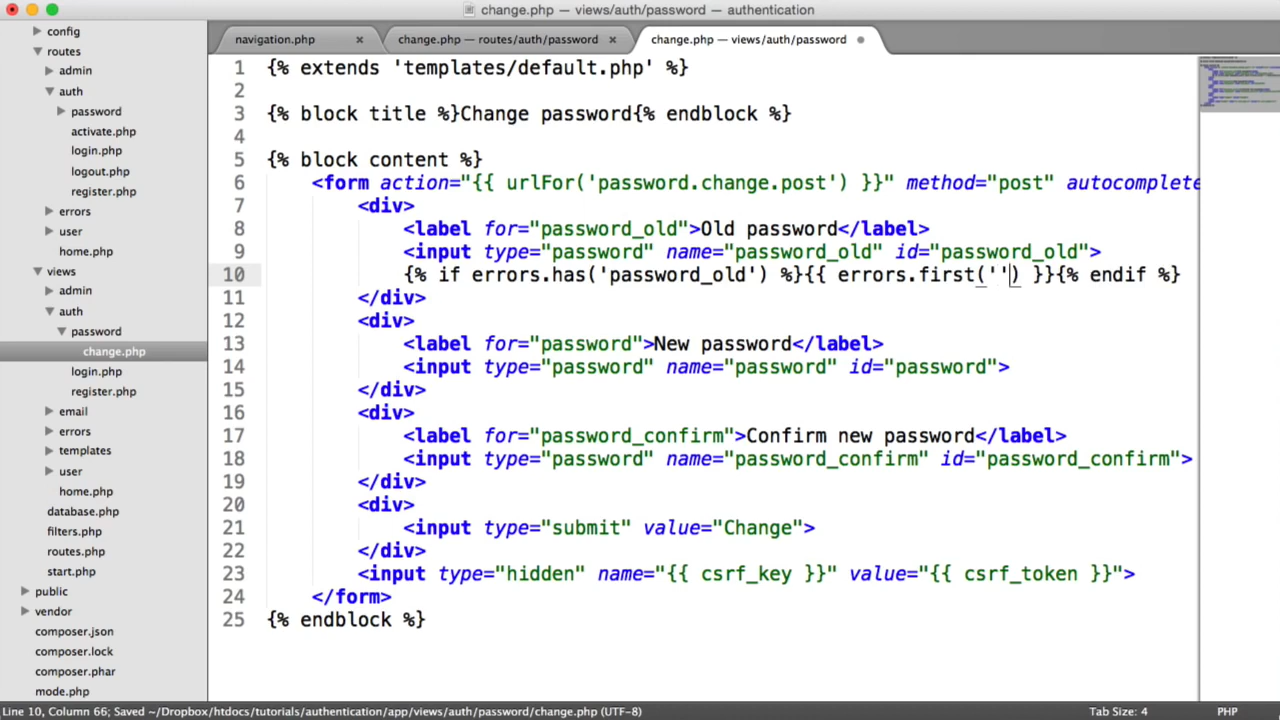 change.php — views/auth/password — authentication
navigation.php ×
change.php — routes/auth/password ×
change.php — views/auth/password
config
routes
admin
auth
password
activate.php
login.php
logout.php
register.php
errors
user
home.php
views
admin
auth
password
change.php
login.php
register.php
email
errors
templates
user
home.php
database.php
filters.php
routes.php
start.php
public
vendor
composer.json
composer.lock
composer.phar
mode.php
1 {% extends 'templates/default.php' %}
2
3 {% block title %}Change password{% endblock %}
4
5 {% block content %}
6 <form action="{{ urlFor('password.change.post') }}" method="post" autocomplete
7 <div>
8 <label for="password_old">Old password</label>
9 <input type="password" name="password_old" id="password_old">
10 {% if errors.has('password_old') %}{{ errors.first('') }}{% endif %}
11 </div>
12 <div>
13 <label for="password">New password</label>
14 <input type="password" name="password" id="password">
15 </div>
16 <div>
17 <label for="password_confirm">Confirm new password</label>
18 <input type="password" name="password_confirm" id="password_confirm">
19 </div>
20 <div>
21 <input type="submit" value="Change">
22 </div>
23 <input type="hidden" name="{{ csrf_key }}" value="{{ csrf_token }}">
24 </form>
25 {% endblock %}
Line 10, Column 66; Saved ~/Dropbox/htdocs/tutorials/authentication/app/views/auth/password/change.php (UTF-8)
Tab Size: 4
PHP